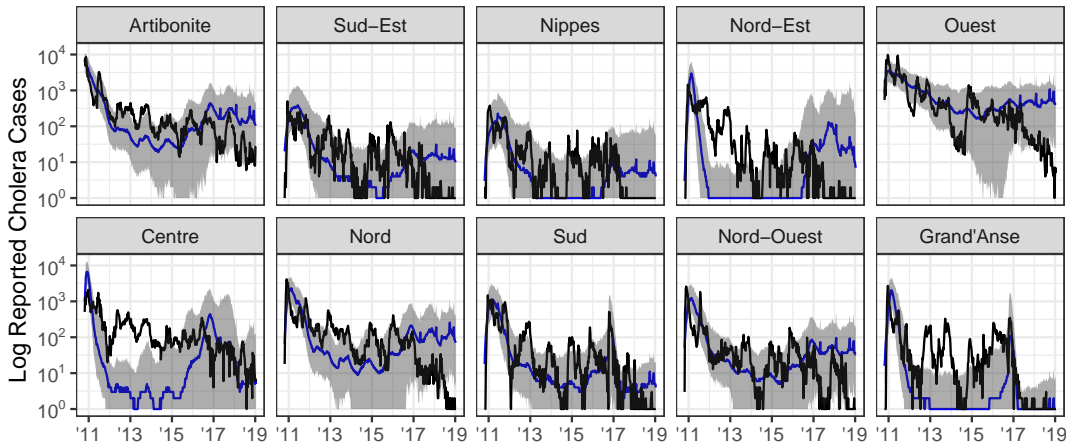 Log Reported Cholera Cases
Artibonite Sud−Est Nippes Nord−Est Ouest
10⁴
10³
10²
10¹
10⁰
Centre Nord Sud Nord−Ouest Grand'Anse
10⁴
10³
10²
10¹
10⁰
'11 '13 '15 '17 '19 '11 '13 '15 '17 '19 '11 '13 '15 '17 '19 '11 '13 '15 '17 '19 '11 '13 '15 '17 '19